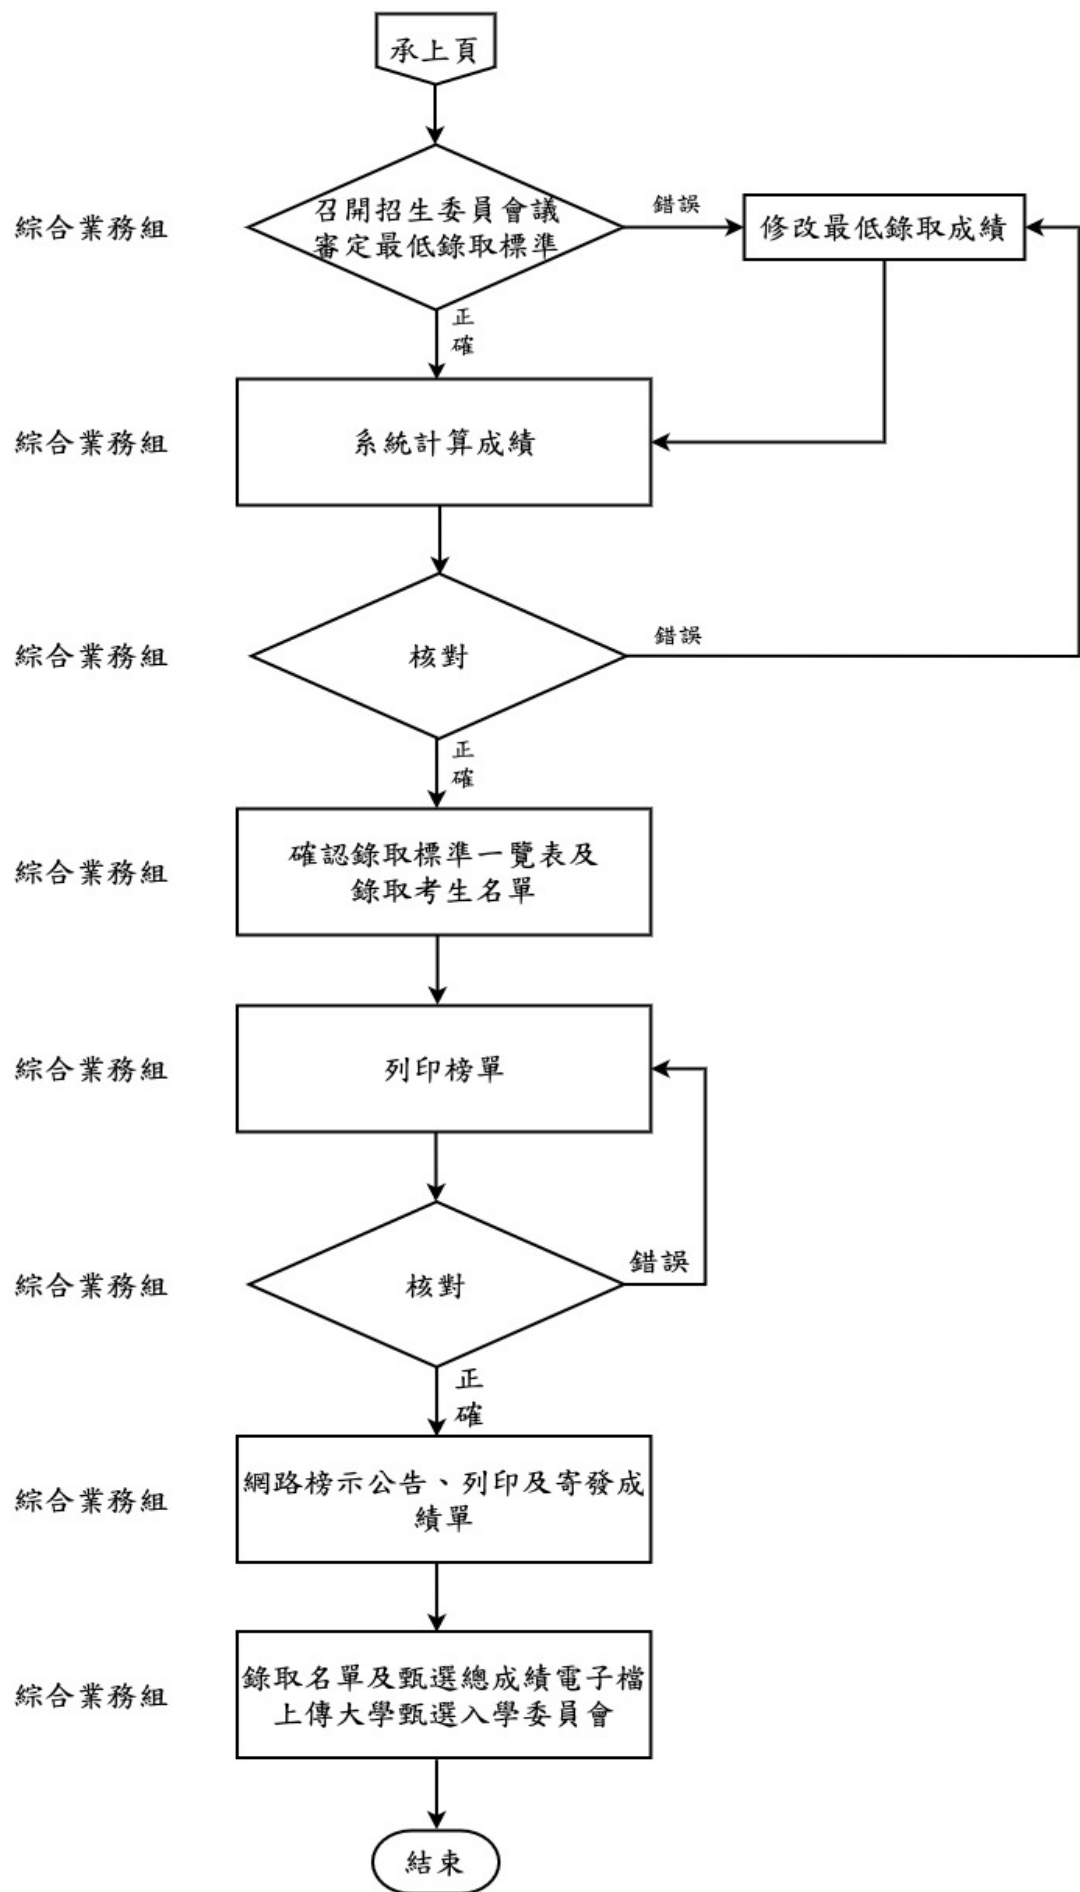 承上頁
綜合業務組
召開招生委員會議
審定最低錄取標準
錯誤
修改最低錄取成績
正
確
綜合業務組
系統計算成績
綜合業務組
核對
錯誤
正
確
綜合業務組
確認錄取標準一覽表及
錄取考生名單
綜合業務組
列印榜單
綜合業務組
核對
錯誤
正
確
綜合業務組
網路榜示公告、列印及寄發成
績單
綜合業務組
錄取名單及甄選總成績電子檔
上傳大學甄選入學委員會
結束